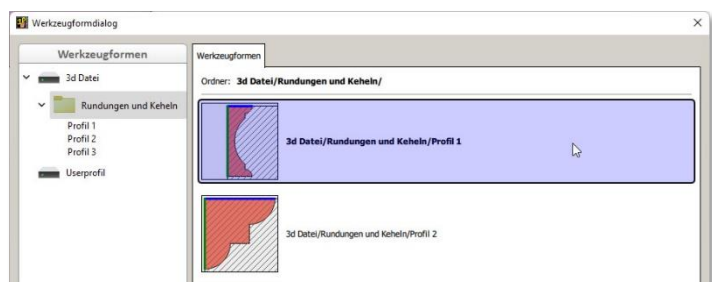 Werkzeugformdialog
Werkzeugformen
3d Datei
Rundungen und Keheln
Profil 1
Profil 2
Profil 3
Userprofil
Werkzeugformen
Ordner: 3d Datei/Rundungen und Keheln/
3d Datei/Rundungen und Keheln/Profil 1
3d Datei/Rundungen und Keheln/Profil 2